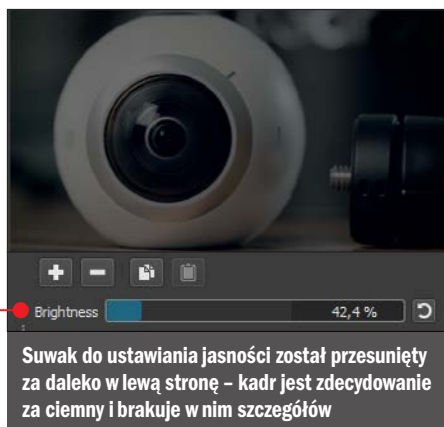 Brightness 42,4 %
Suwak do ustawiania jasności został przesunięty
za daleko w lewą stronę – kadr jest zdecydowanie
za ciemny i brakuje w nim szczegółów